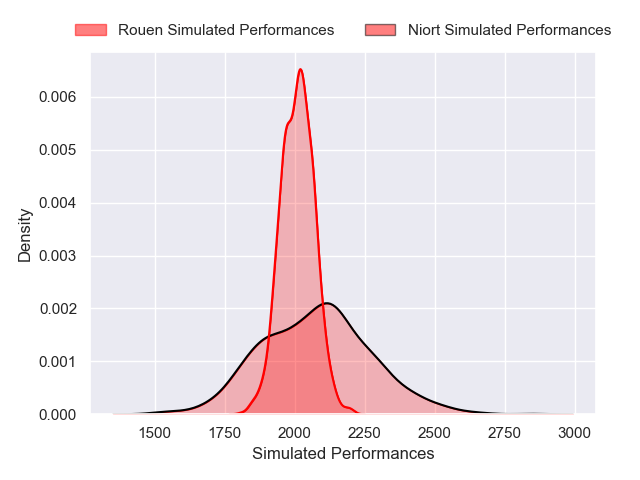 Rouen Simulated Performances Niort Simulated Performances
0.006
0.005
0.004
0.003
0.002
0.001
0.000
Density
1500 1750 2000 2250 2500 2750 3000
Simulated Performances